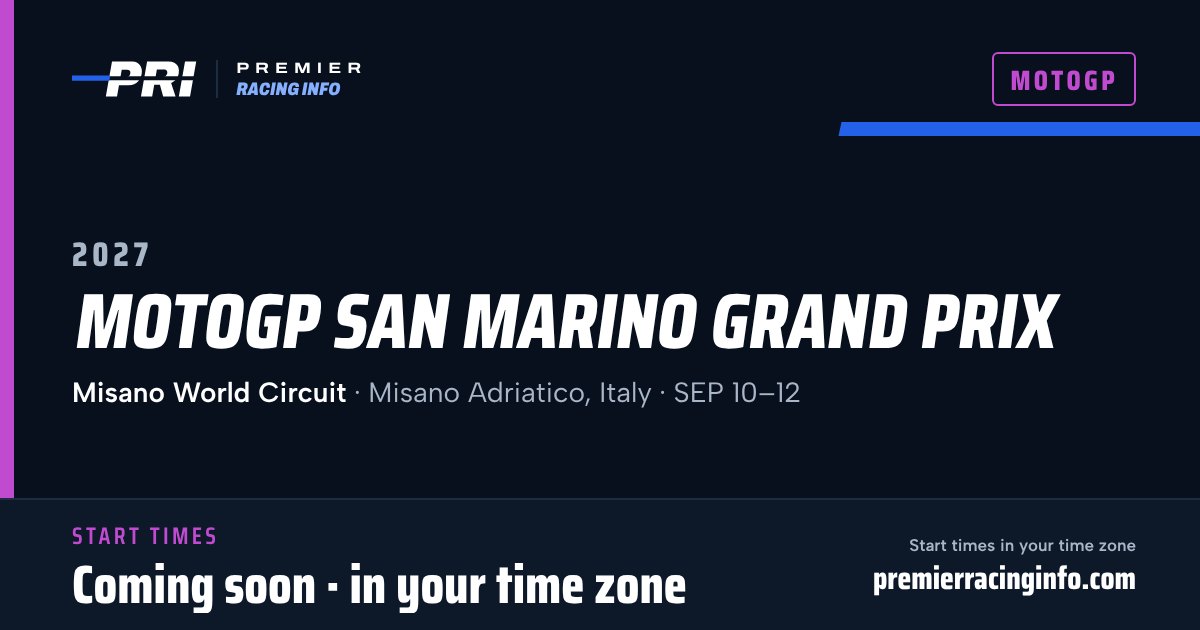 PRI
PREMIER
RACING INFO
MOTOGP
2027
MOTOGP SAN MARINO GRAND PRIX
Misano World Circuit · Misano Adriatico, Italy · SEP 10–12
START TIMES
Coming soon · in your time zone
Start times in your time zone
premierracinginfo.com